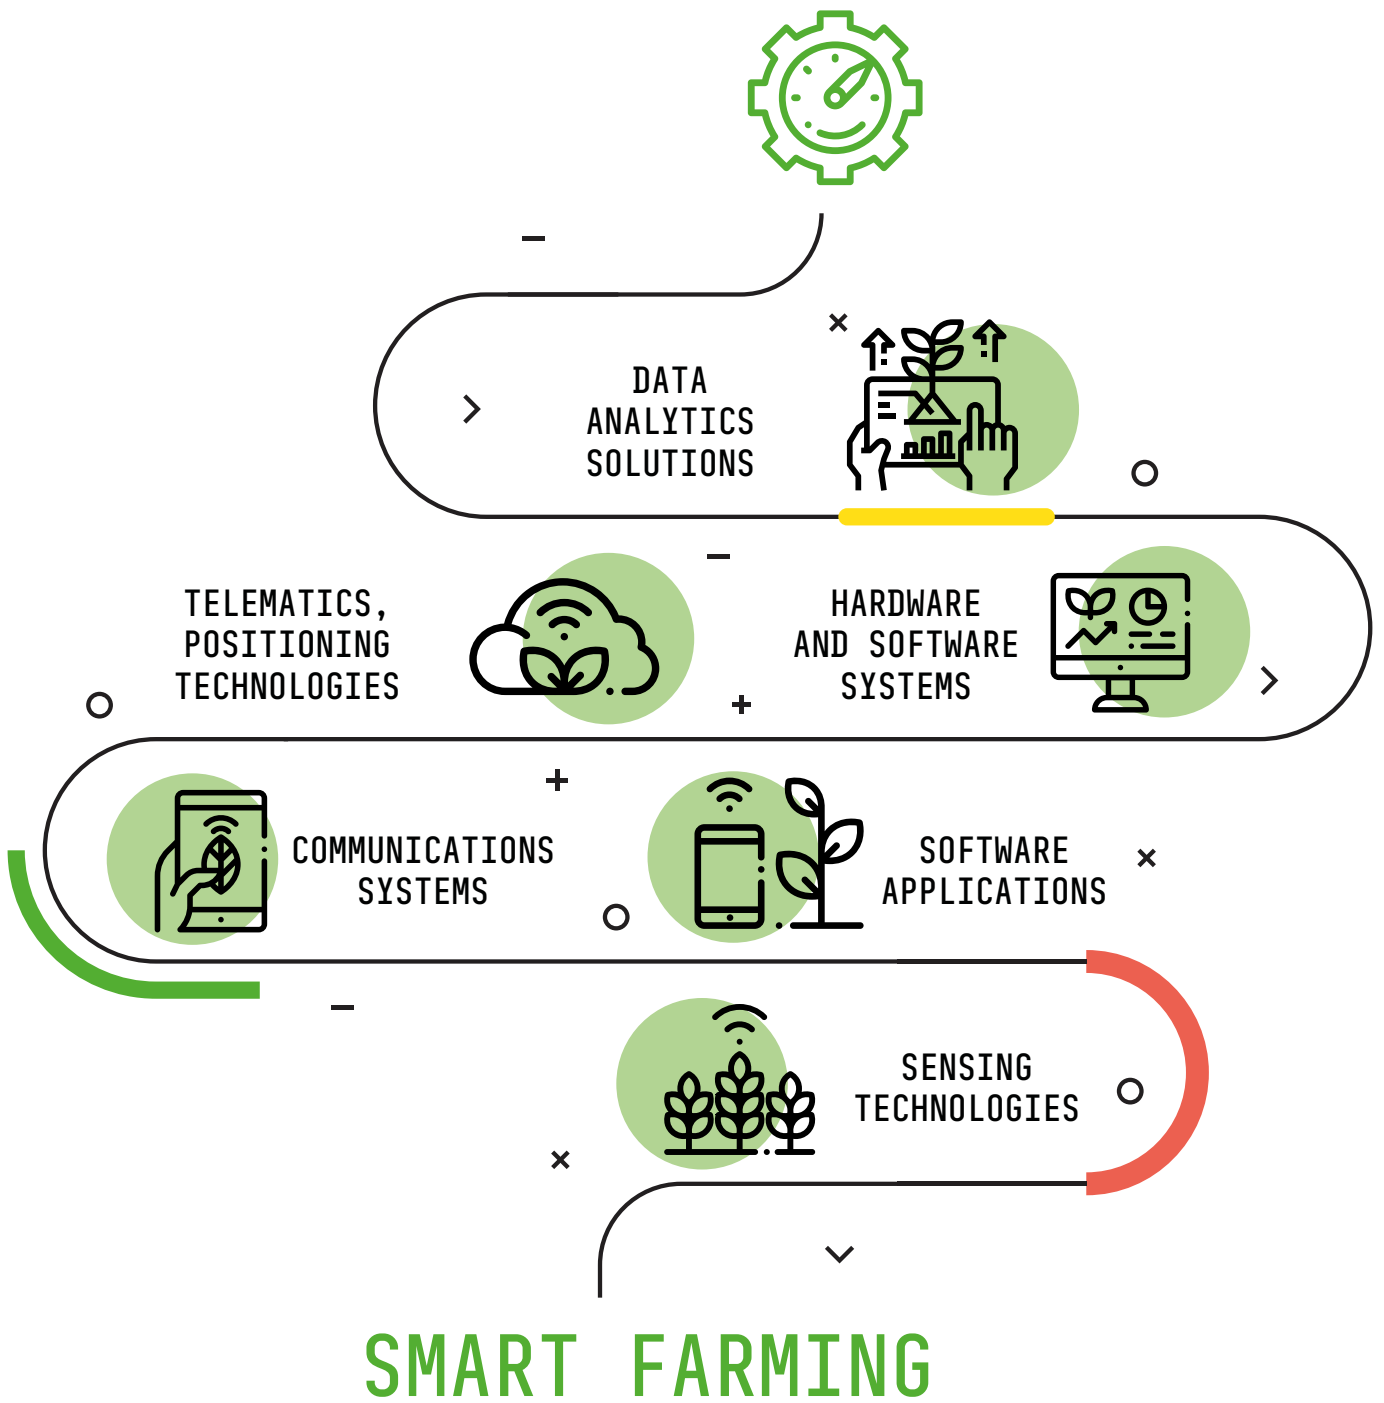 DATA
ANALYTICS
SOLUTIONS
TELEMATICS,
POSITIONING
TECHNOLOGIES
HARDWARE
AND SOFTWARE
SYSTEMS
COMMUNICATIONS
SYSTEMS
SOFTWARE
APPLICATIONS
SENSING
TECHNOLOGIES
SMART FARMING